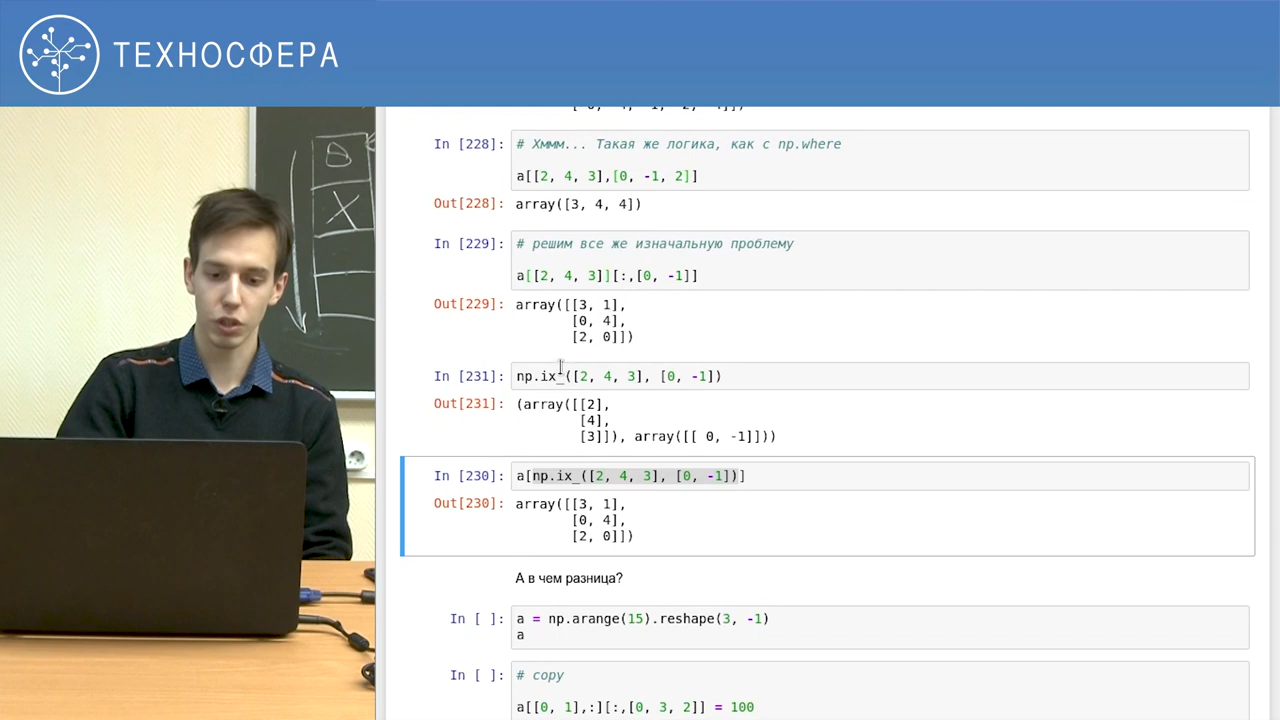 ТЕХНОСФЕРА
In [228]:
# Хммм... Такая же логика, как с np.where
a[[2, 4, 3],[0, -1, 2]]
Out[228]: array([3, 4, 4])
In [229]:
# решим все же изначальную проблему
a[[2, 4, 3]][:,[0, -1]]
Out[229]: array([[3, 1],
[0, 4],
[2, 0]])
In [231]: np.ix_([2, 4, 3], [0, -1])
Out[231]: (array([[2],
[4],
[3]]), array([[ 0, -1]]))
In [230]: a[np.ix_([2, 4, 3], [0, -1])]
Out[230]: array([[3, 1],
[0, 4],
[2, 0]])
А в чем разница?
In [ ]: a = np.arange(15).reshape(3, -1)
a
In [ ]: # copy
a[[0, 1],:][:,[0, 3, 2]] = 100